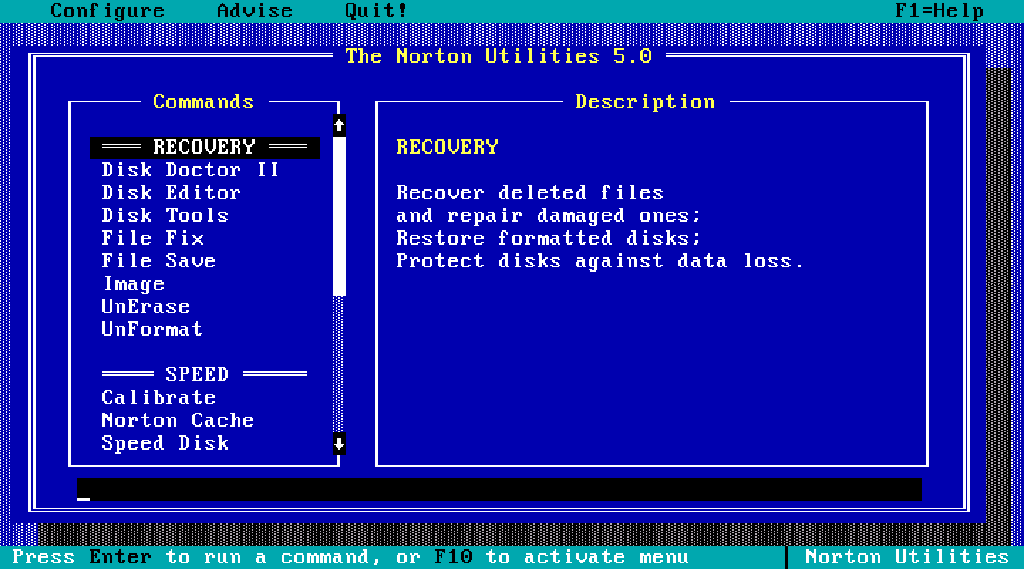 Configure Advise Quit! F1=Help
The Norton Utilities 5.0
Commands
RECOVERY
Disk Doctor II
Disk Editor
Disk Tools
File Fix
File Save
Image
UnErase
UnFormat
SPEED
Calibrate
Norton Cache
Speed Disk
Description
RECOVERY
Recover deleted files
and repair damaged ones;
Restore formatted disks;
Protect disks against data loss.
Press Enter to run a command, or F10 to activate menu
Norton Utilities